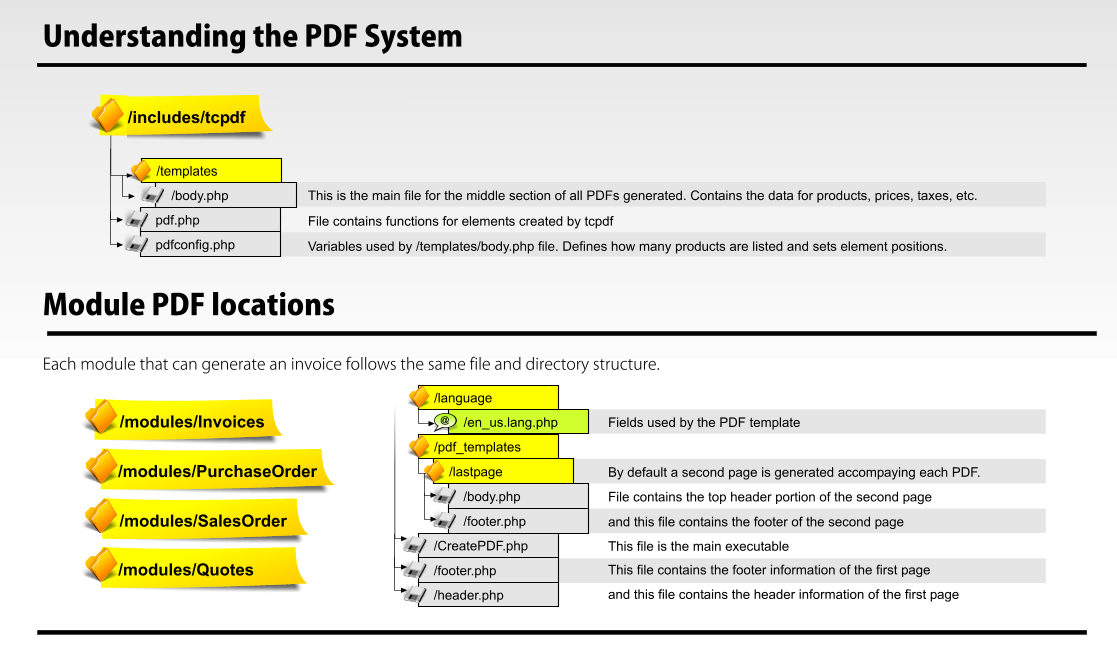 Understanding the PDF System
/includes/tcpdf
/templates
/body.php This is the main file for the middle section of all PDFs generated. Contains the data for products, prices, taxes, etc.
pdf.php File contains functions for elements created by tcpdf
pdfconfig.php Variables used by /templates/body.php file. Defines how many products are listed and sets element positions.
Module PDF locations
Each module that can generate an invoice follows the same file and directory structure.
/modules/Invoices
/modules/PurchaseOrder
/modules/SalesOrder
/modules/Quotes
/language
@ /en_us.lang.php Fields used by the PDF template
/pdf_templates
/lastpage By default a second page is generated accompaying each PDF.
/body.php File contains the top header portion of the second page
/footer.php and this file contains the footer of the second page
/CreatePDF.php This file is the main executable
/footer.php This file contains the footer information of the first page
/header.php and this file contains the header information of the first page